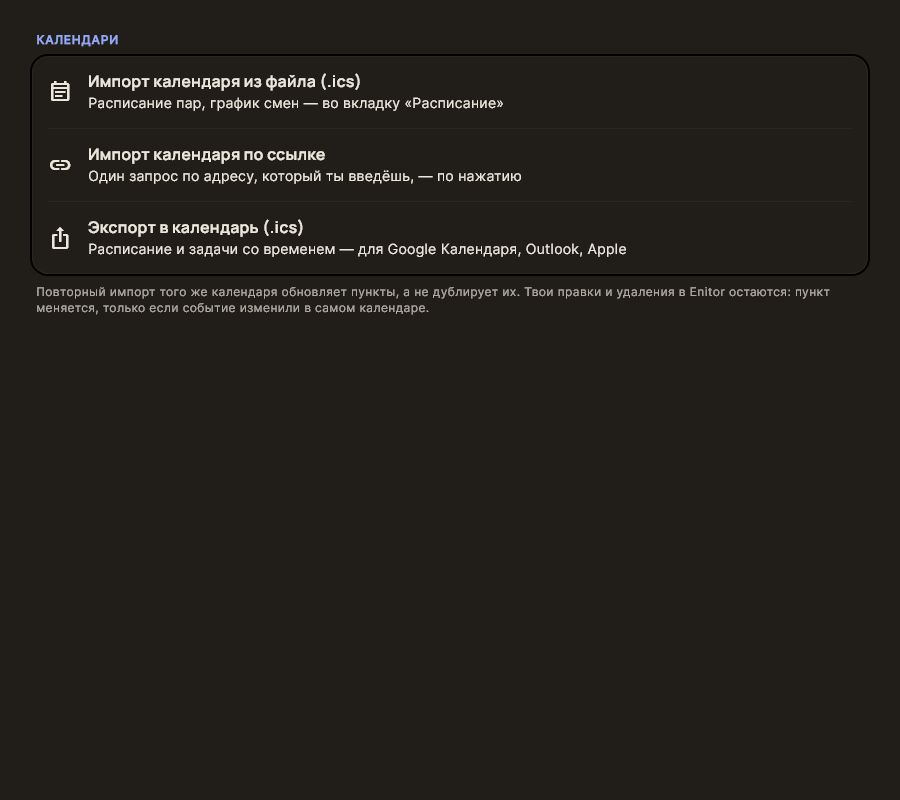 КАЛЕНДАРИ
Импорт календаря из файла (.ics)
Расписание пар, график смен — во вкладку «Расписание»
Импорт календаря по ссылке
Один запрос по адресу, который ты введёшь, — по нажатию
Экспорт в календарь (.ics)
Расписание и задачи со временем — для Google Календаря, Outlook, Apple
Повторный импорт того же календаря обновляет пункты, а не дублирует их. Твои правки и удаления в Enitor остаются: пункт
меняется, только если событие изменили в самом календаре.